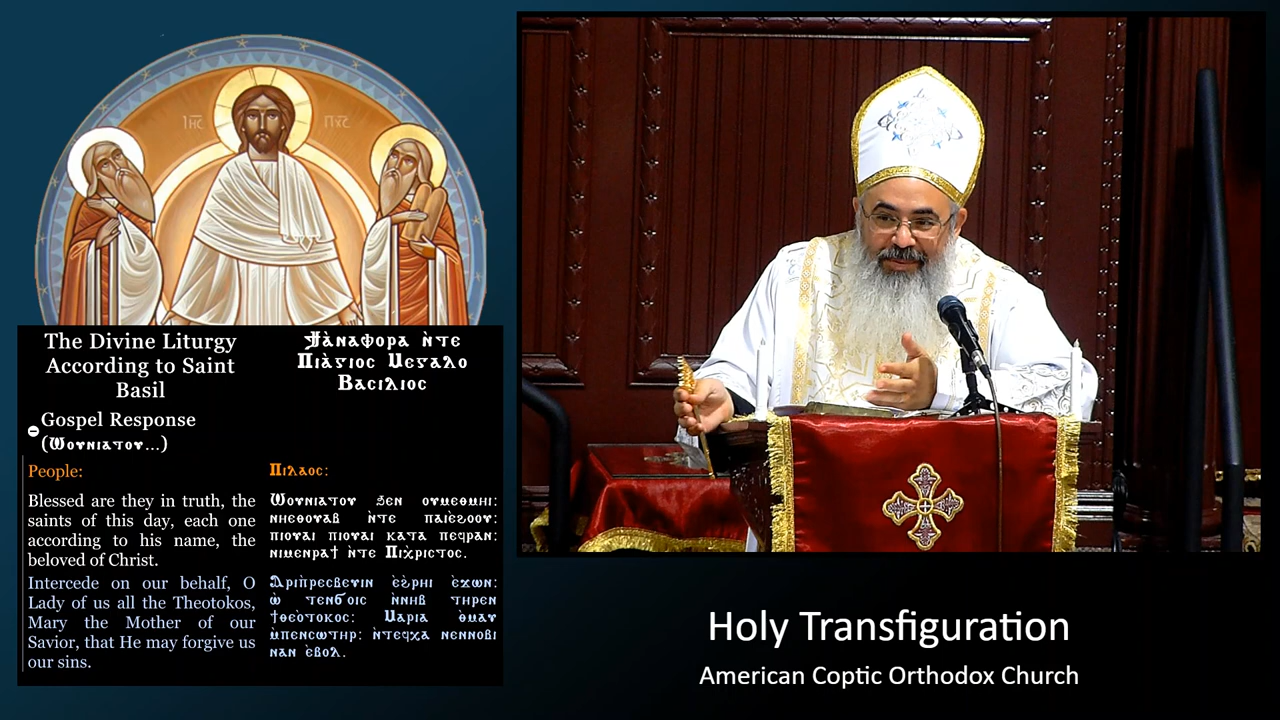 ΙΗC
ΠΧC
The Divine Liturgy
According to Saint
Basil
Ϯⲁ̀ⲛⲁⲫⲟⲣⲁ ⲛ̀ⲧⲉ
Ⲡⲓⲁ̀ⲅⲓⲟⲥ Ⲙⲉⲅⲁⲗⲟ
Ⲃⲁⲥⲓⲗⲓⲟⲥ
Gospel Response
(Ⲱⲟⲩⲛⲓⲁⲧⲟⲩ...)
People:
Blessed are they in truth, the
saints of this day, each one
according to his name, the
beloved of Christ.
Intercede on our behalf, O
Lady of us all the Theotokos,
Mary the Mother of our
Savior, that He may forgive us
our sins.
Ⲡⲓⲗⲁⲟⲥ:
Ⲱⲟⲩⲛⲓⲁⲧⲟⲩ ϧⲉⲛ ⲟⲩⲙⲉⲑⲙⲏⲓ:
ⲛⲏⲉⲑⲟⲩⲁⲃ ⲛ̀ⲧⲉ ⲡⲁⲓⲉ̀ϩⲟⲟⲩ:
ⲡⲓⲟⲩⲁⲓ ⲡⲓⲟⲩⲁⲓ ⲕⲁⲧⲁ ⲡⲉϥⲣⲁⲛ:
ⲛⲓⲙⲉⲛⲣⲁϯ ⲛ̀ⲧⲉ Ⲡⲓⲭ̀ⲣⲓⲥⲧⲟⲥ.
Ⲁⲣⲓⲡ̀ⲣⲉⲥⲃⲉⲩⲓⲛ ⲉ̀ϩ̀ⲣⲏⲓ ⲉ̀ϫⲱⲛ:
ⲱ̀ ⲧⲉⲛϭⲟⲓⲥ ⲛ̀ⲛⲏⲃ ⲧⲏⲣⲉⲛ
ϯⲑⲉⲟ̀ⲧⲟⲕⲟⲥ: Ⲙⲁⲣⲓⲁ ⲑ̀ⲙⲁⲩ
ⲙ̀ⲡⲉⲛⲥⲱⲧⲏⲣ: ⲛ̀ⲧⲉϥⲭⲁ ⲛⲉⲛⲛⲟⲃⲓ
ⲛⲁⲛ ⲉ̀ⲃⲟⲗ.
Holy Transfiguration
American Coptic Orthodox Church